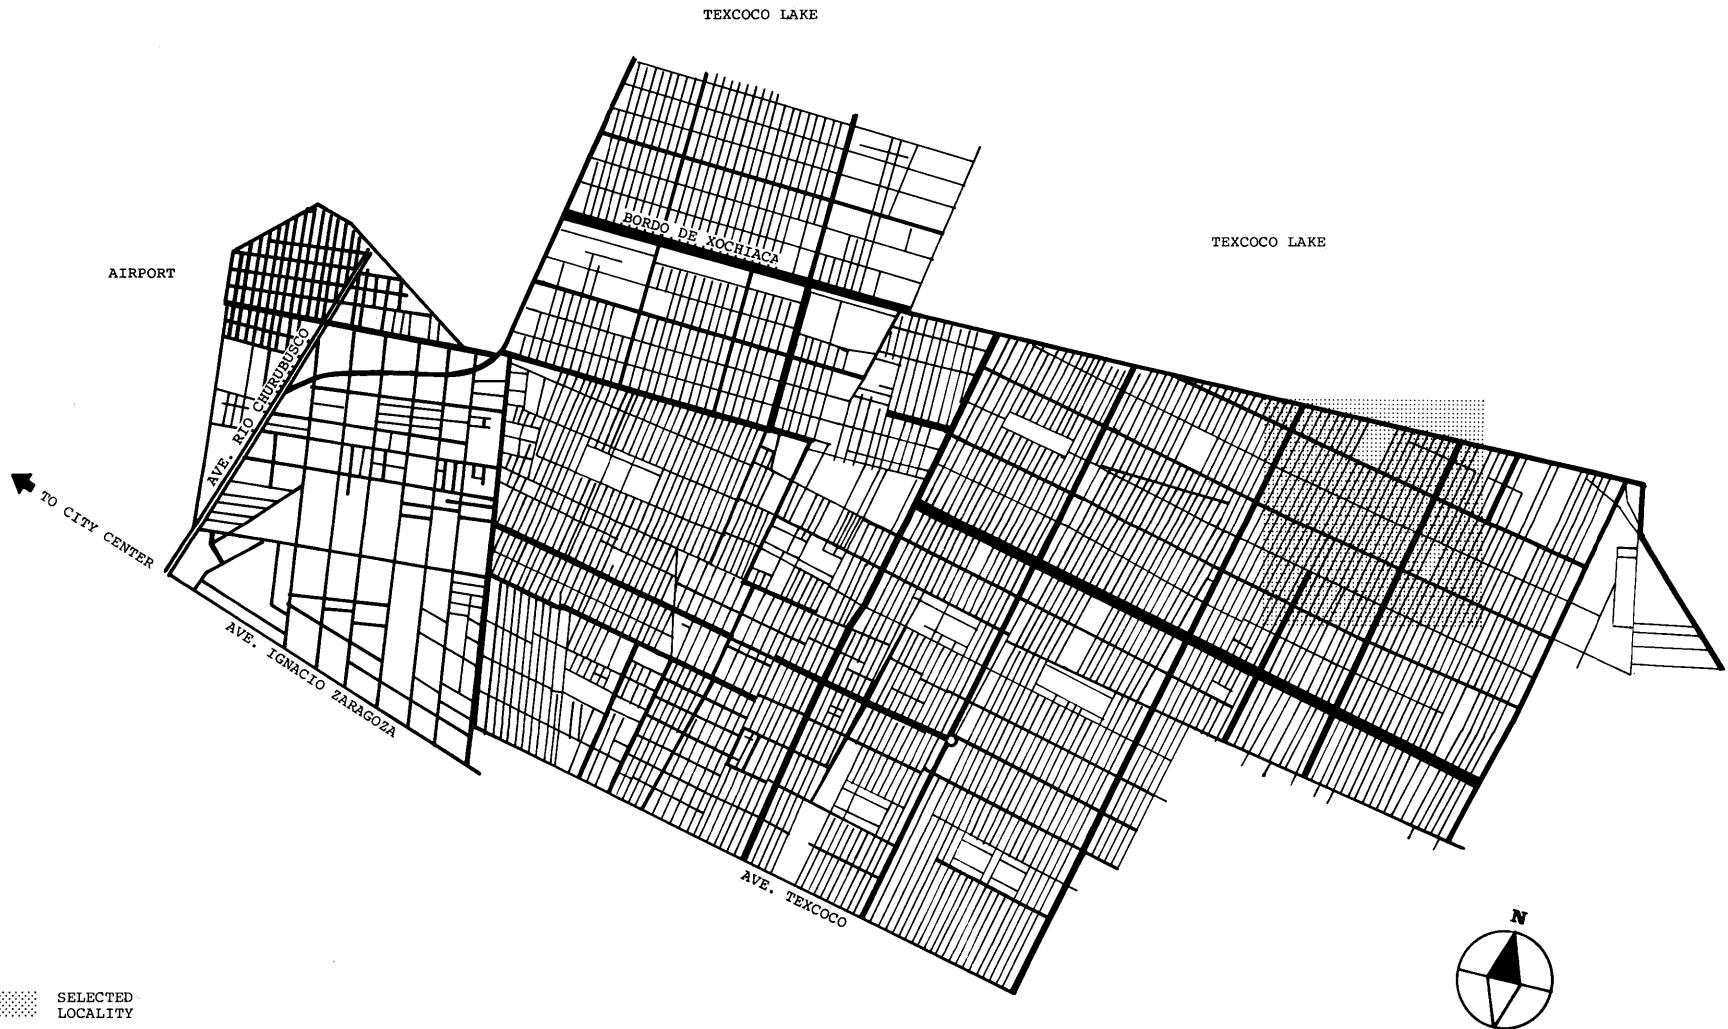 TEXCOCO LAKE
BORDO DE XOCHIACA
TEXCOCO LAKE
AIRPORT
AVE. RIO CHURUBUSCO
TO CITY CENTER
AVE. IGNACIO ZARAGOZA
AVE. TEXCOCO
N
SELECTED
LOCALITY